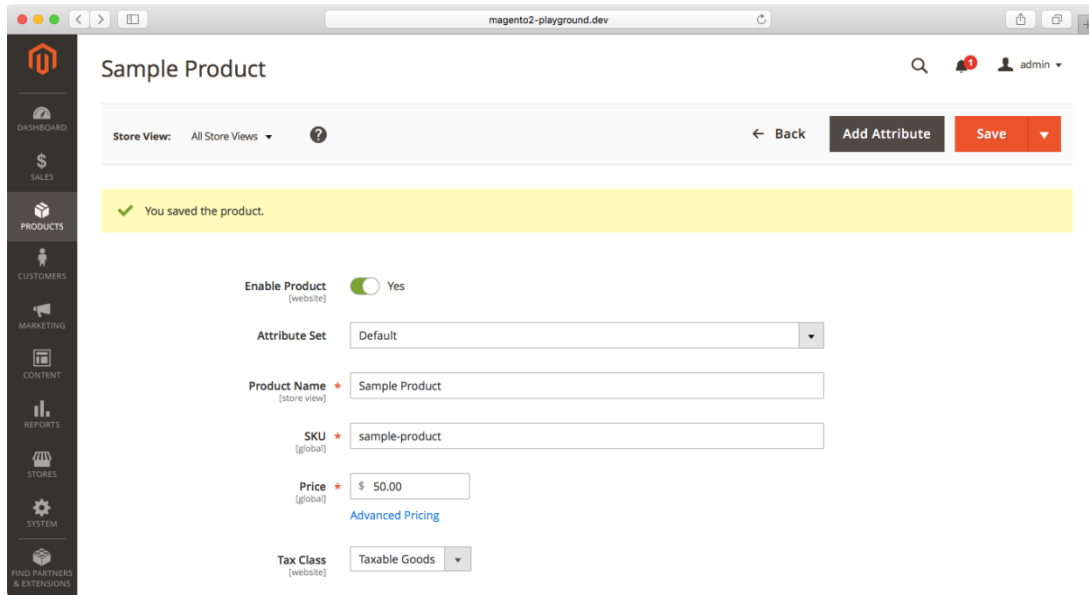 magento2-playground.dev
Sample Product
1
admin
Store View: All Store Views
?
Back
Add Attribute
Save
DASHBOARD
$
SALES
PRODUCTS
CUSTOMERS
MARKETING
CONTENT
REPORTS
STORES
SYSTEM
FIND PARTNERS
& EXTENSIONS
You saved the product.
Enable Product Yes
[website]
Attribute Set Default
Product Name * Sample Product
[store view]
SKU * sample-product
[global]
Price * $ 50.00
[global]
Advanced Pricing
Tax Class Taxable Goods
[website]